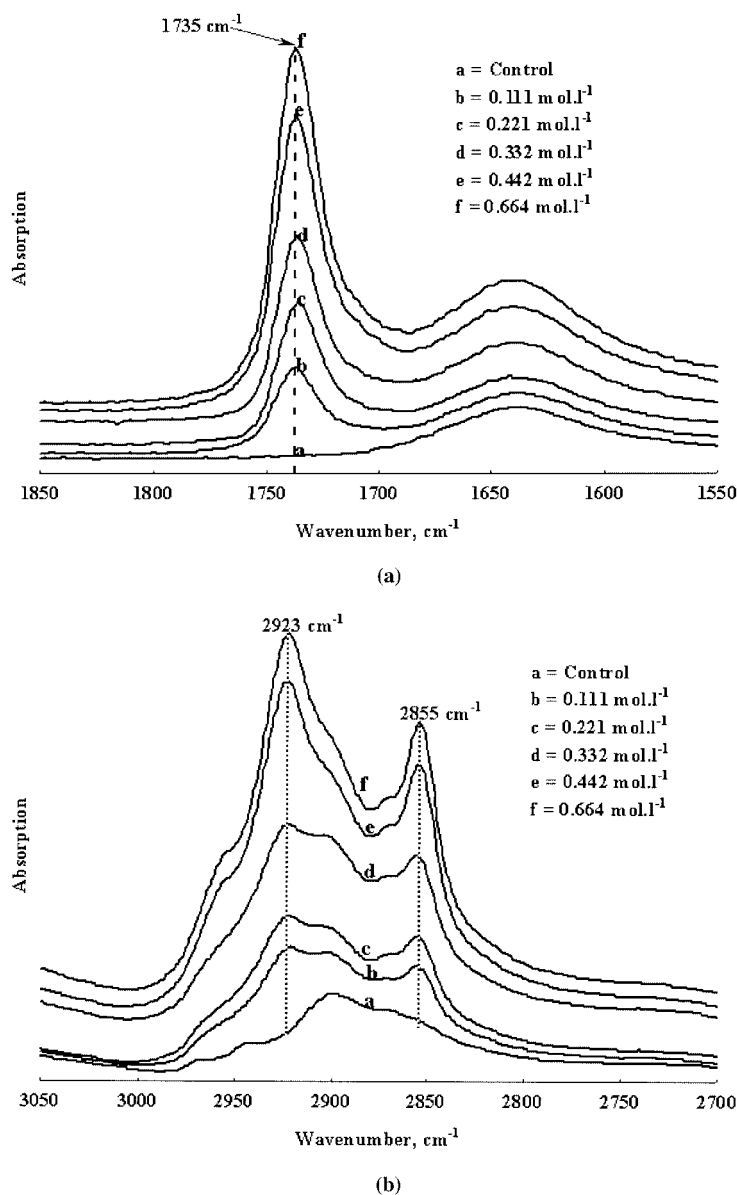 1735 cm-1
f
a = Control
b = 0.111 mol.l-1
c = 0.221 mol.l-1
d = 0.332 mol.l-1
e = 0.442 mol.l-1
f = 0.664 mol.l-1
e
d
c
b
a
Absorption
1850 1800 1750 1700 1650 1600 1550
Wavenumber, cm-1
(a)
2923 cm-1
2855 cm-1
a = Control
b = 0.111 mol.l-1
c = 0.221 mol.l-1
d = 0.332 mol.l-1
e = 0.442 mol.l-1
f = 0.664 mol.l-1
f
e
d
c
b
a
Absorption
3050 3000 2950 2900 2850 2800 2750 2700
Wavenumber, cm-1
(b)